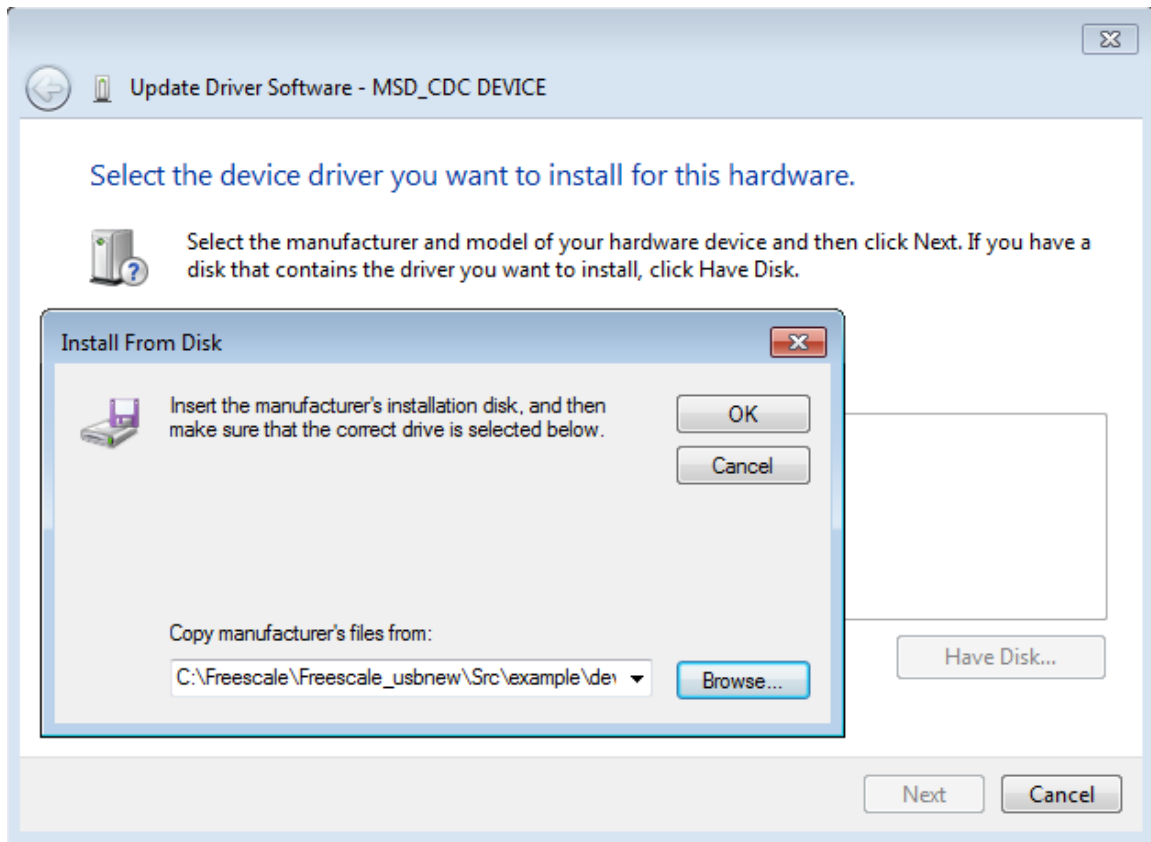 Update Driver Software - MSD_CDC DEVICE
Select the device driver you want to install for this hardware.
Select the manufacturer and model of your hardware device and then click Next. If you have a
disk that contains the driver you want to install, click Have Disk.
Install From Disk
Insert the manufacturer's installation disk, and then
make sure that the correct drive is selected below.
OK
Cancel
Copy manufacturer's files from:
C:\Freescale\Freescale_usbnew\Src\example\de
Browse...
Have Disk...
Next
Cancel